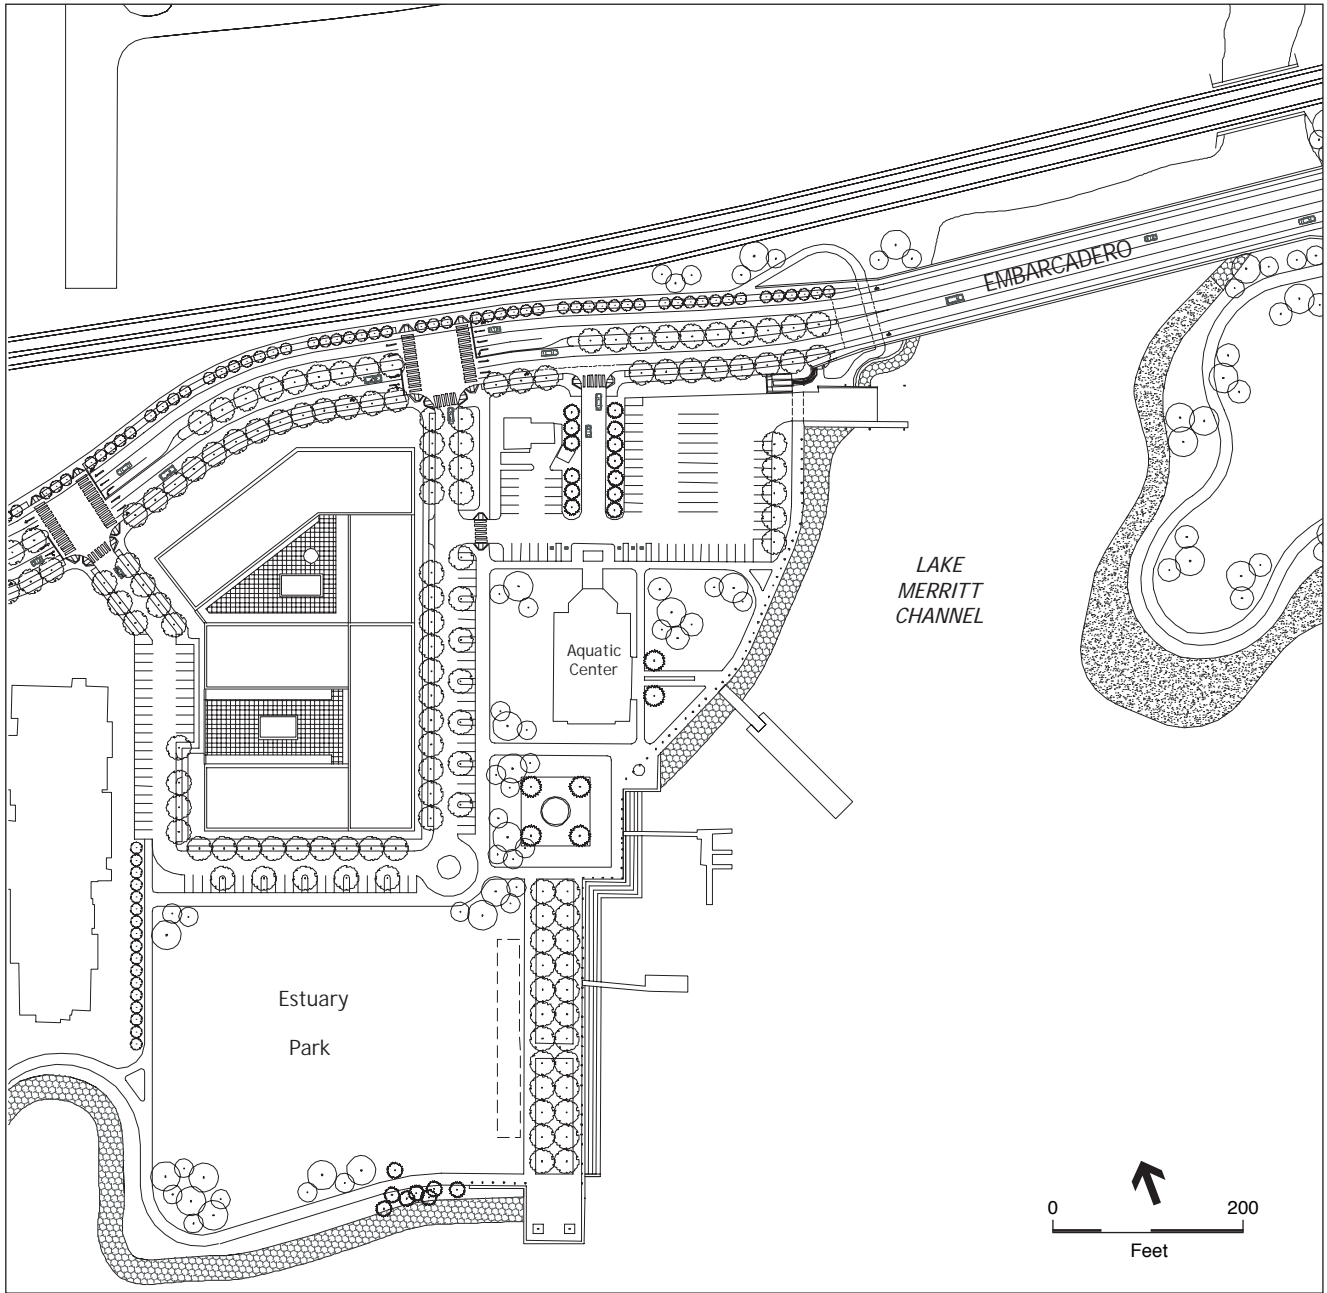 EMBARCADERO
LAKE
MERRITT
CHANNEL
Aquatic
Center
Estuary
Park
0 200
Feet